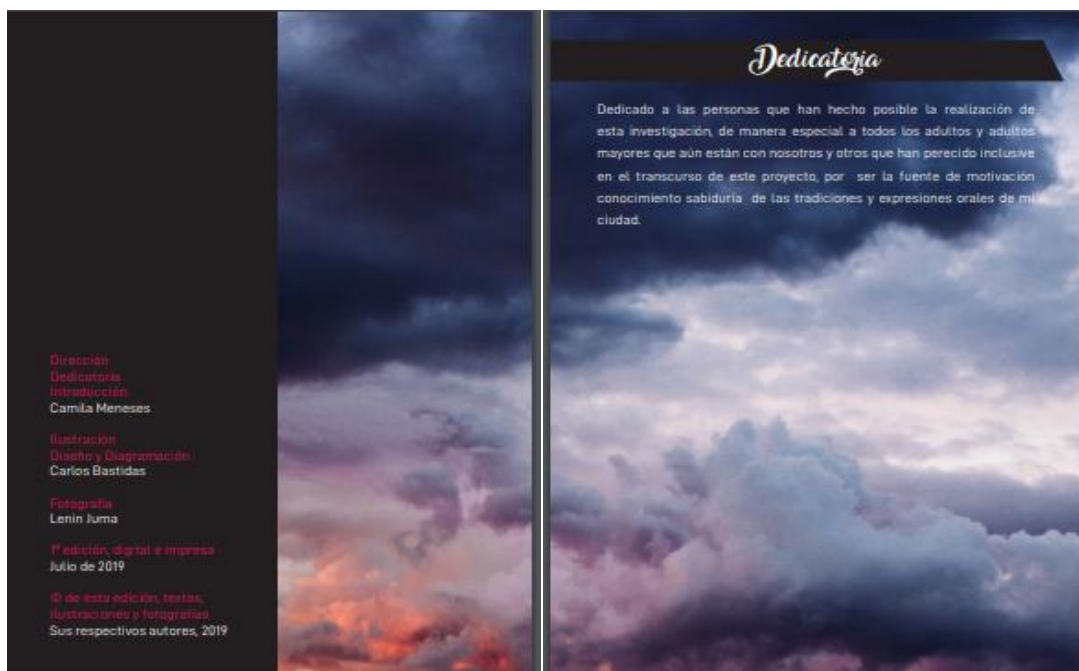 Dirección
Dedicatoria
Introducción
Camila Meneses
Ilustración
Diseño y Diagramación
Carlos Bastidas
Fotografía
Lenin Juma
1ª edición, digital e impresa
Julio de 2019
© de esta edición, textos,
ilustraciones y fotografías
Sus respectivos autores, 2019
Dedicatoria
Dedicado a las personas que han hecho posible la realización de
esta investigación, de manera especial a todos los adultos y adultos
mayores que aún están con nosotros y otros que han perecido inclusive
en el transcurso de este proyecto, por ser la fuente de motivación
conocimiento sabiduría de las tradiciones y expresiones orales de mi
ciudad.